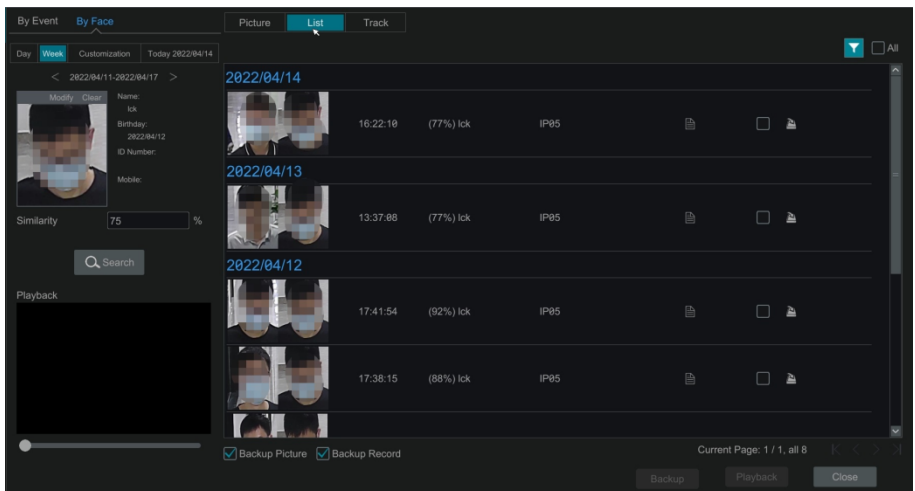 By Event By Face
Picture List Track
Day Week Customization Today 2022/04/14
All
< 2022/04/11-2022/04/17 >
Modify Clear
Name:
lck
Birthday:
2022/04/12
ID Number:
Mobile:
Similarity 75 %
Search
Playback
2022/04/14
16:22:10 (77%) lck IP05
2022/04/13
13:37:08 (77%) lck IP05
2022/04/12
17:41:54 (92%) lck IP05
17:38:15 (88%) lck IP05
Backup Picture Backup Record
Current Page: 1 / 1, all 8
Backup Playback Close